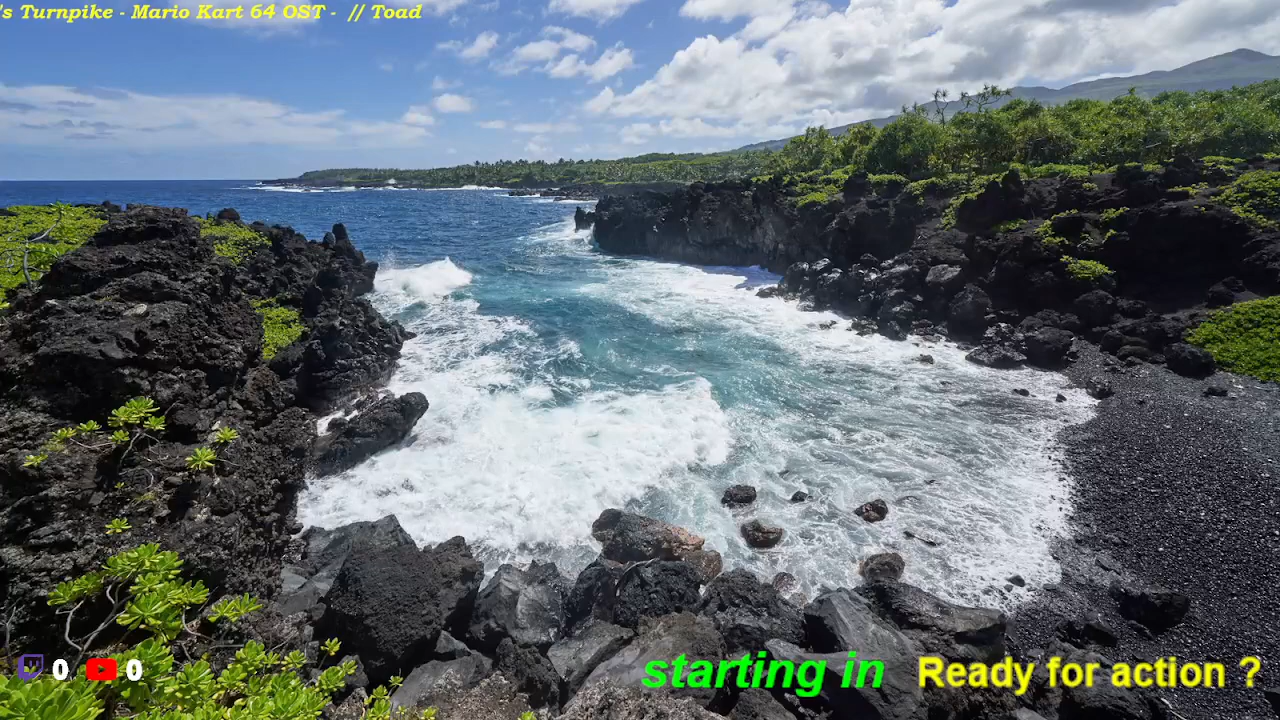 's Turnpike - Mario Kart 64 OST -  // Toad
0 0
starting in Ready for action ?